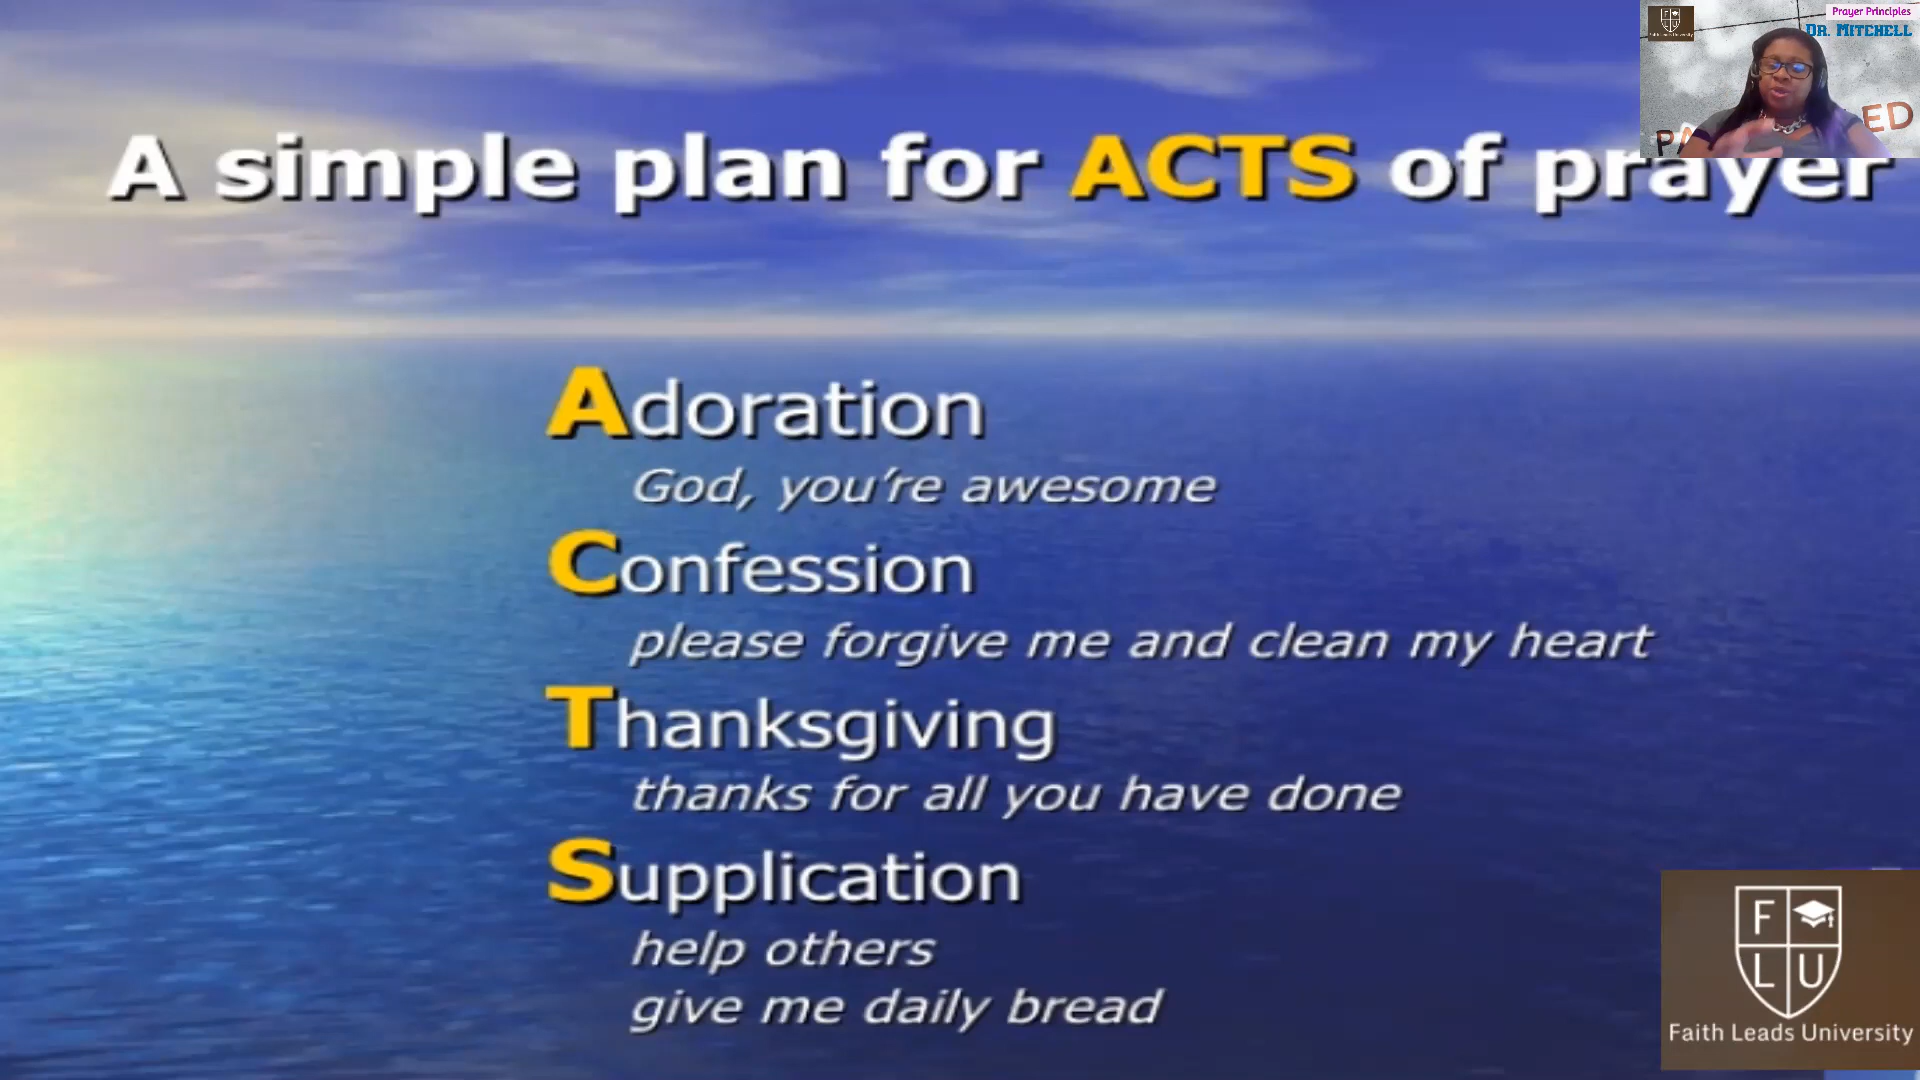 Prayer Principles
Dr. Mitchell
ED
A simple plan for ACTS of prayer
Adoration
God, you're awesome
Confession
please forgive me and clean my heart
Thanksgiving
thanks for all you have done
Supplication
help others
give me daily bread
F
L U
Faith Leads University